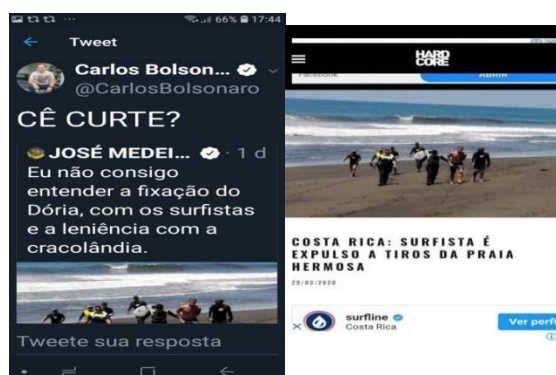 66% 17:44
Tweet
Carlos Bolson...
@CarlosBolsonaro
CÊ CURTE?
JOSÉ MEDEI... · 1 d
Eu não consigo
entender a fixação do
Dória, com os surfistas
e a leniência com a
cracolândia.
Tweete sua resposta
HARD
CORE
Facebook
ABRIR
COSTA RICA: SURFISTA É
EXPULSO A TIROS DA PRAIA
HERMOSA
29/03/2020
surfline
Costa Rica
Ver perfi